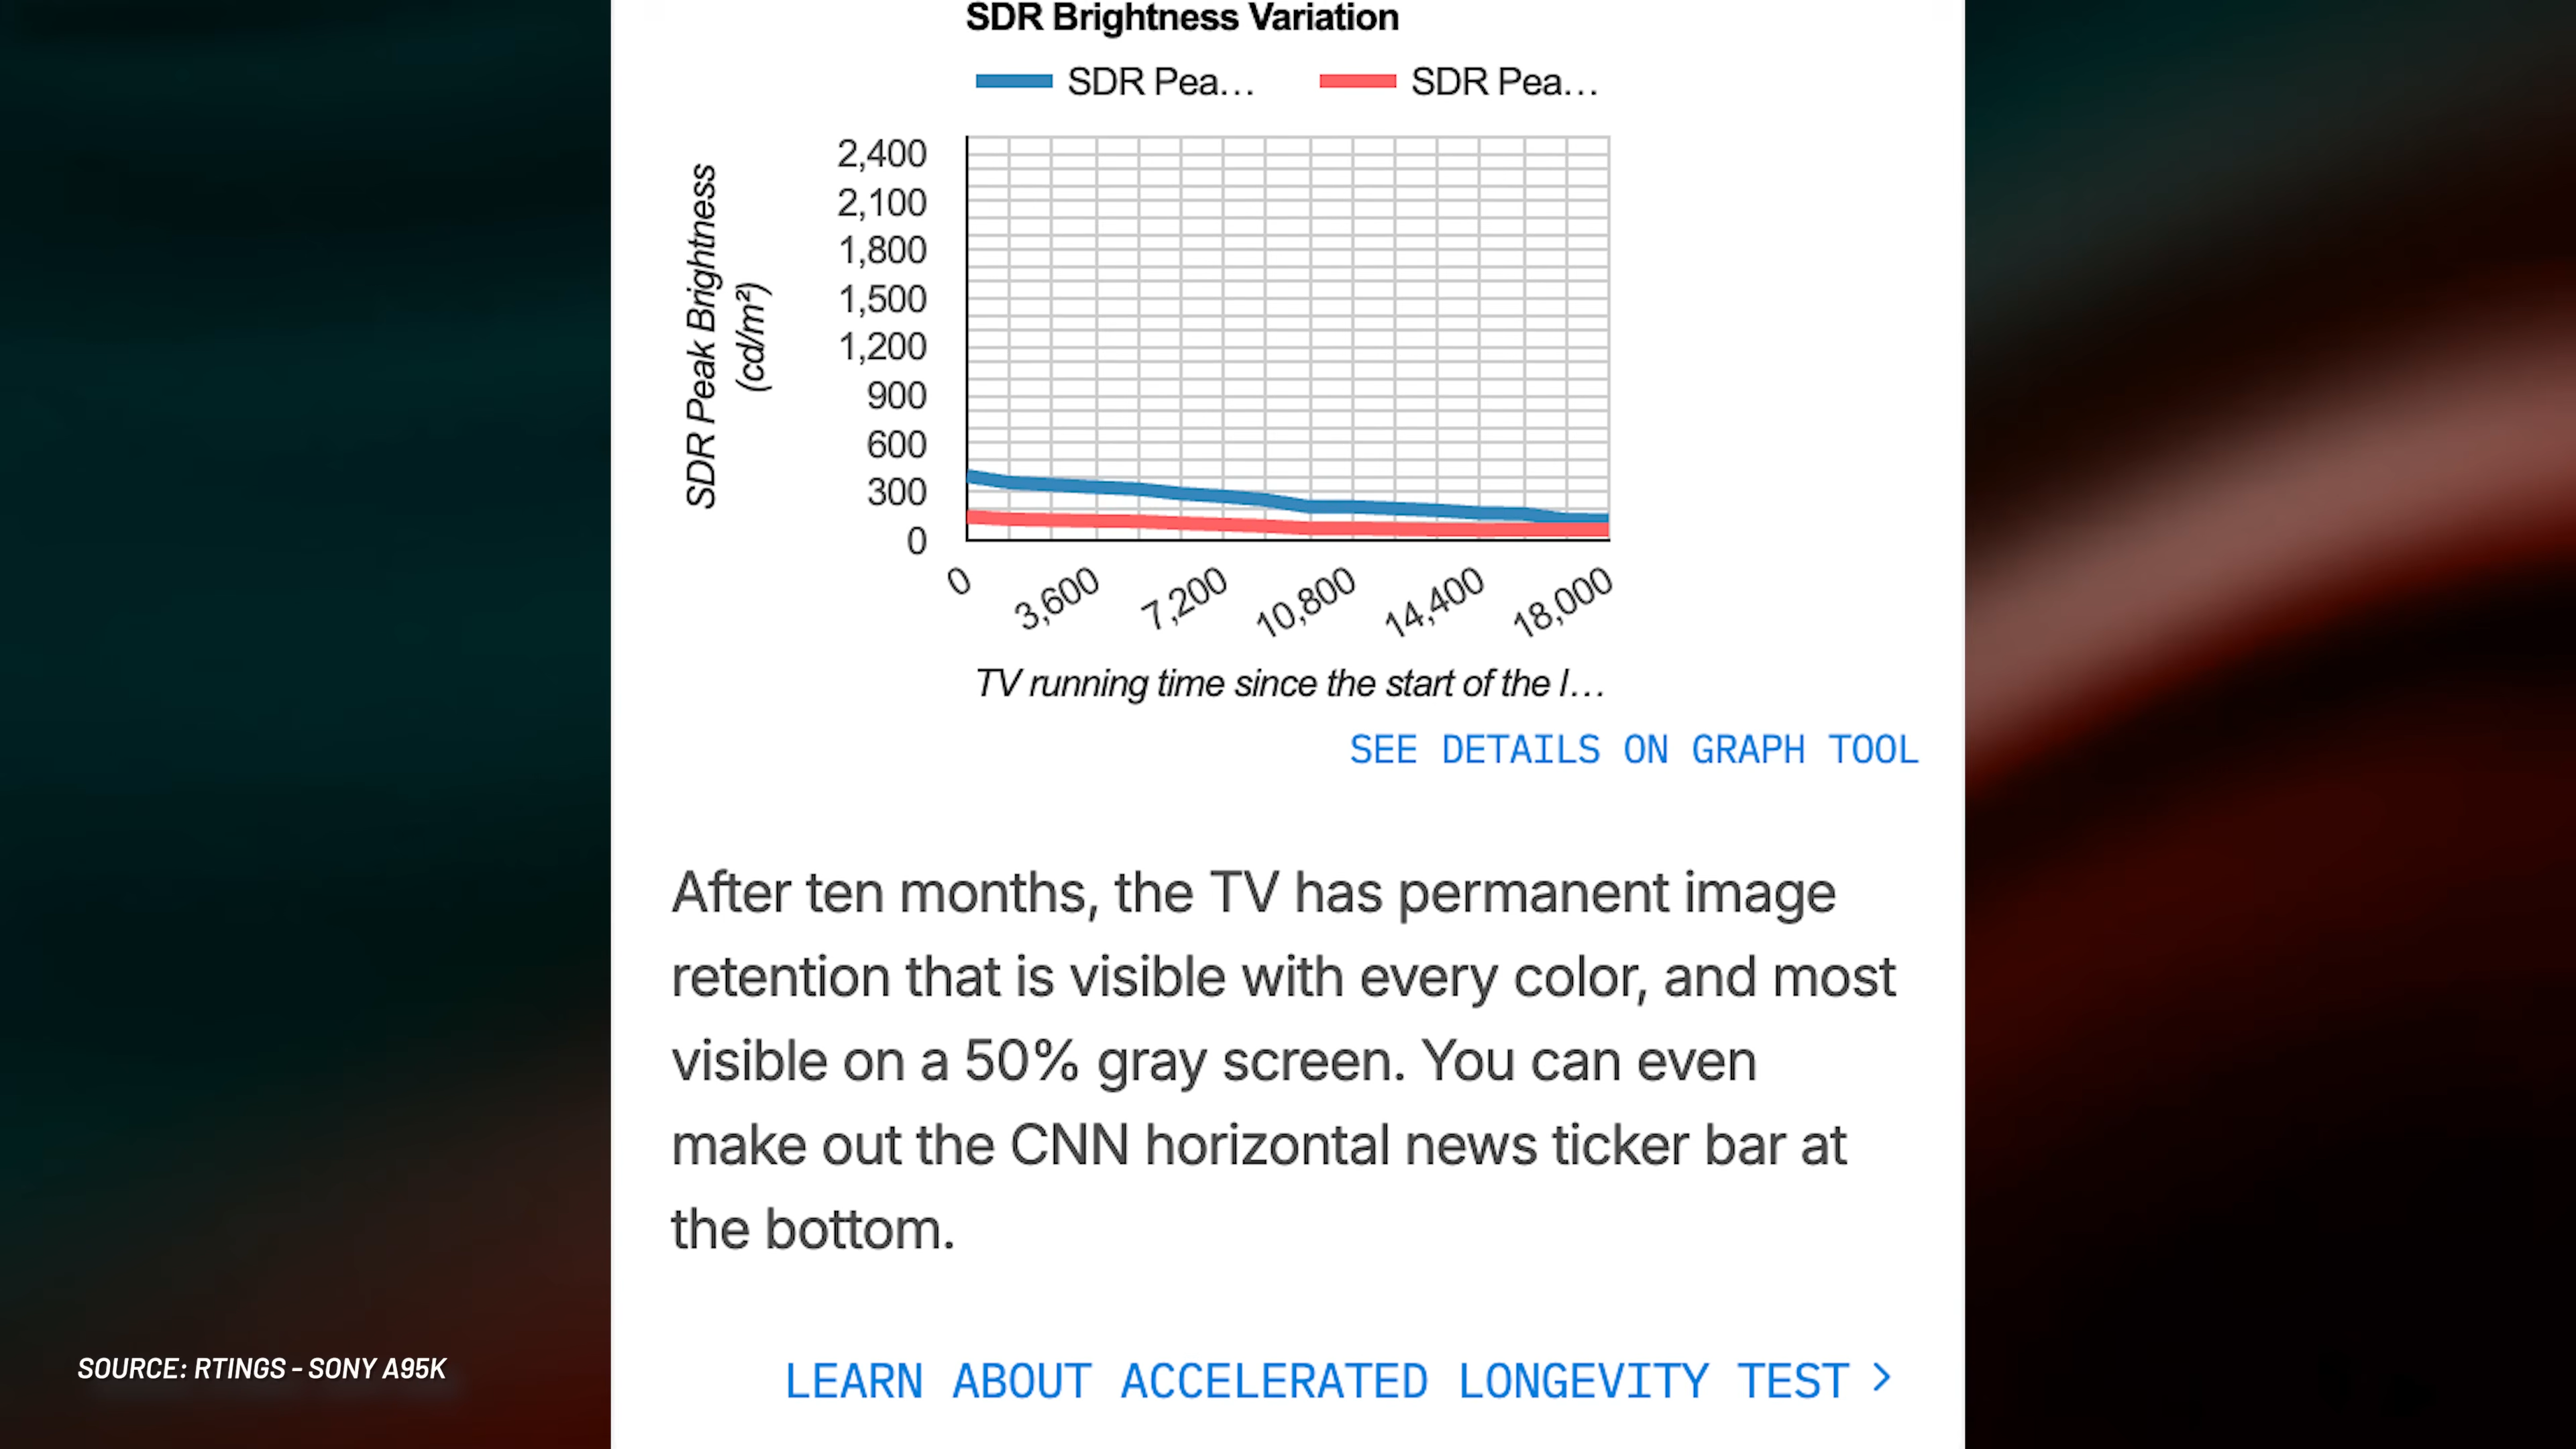 SDR Brightness Variation
SDR Pea… SDR Pea…
SDR Peak Brightness
(cd/m²)
2,400
2,100
1,800
1,500
1,200
900
600
300
0
0 3,600 7,200 10,800 14,400 18,000
TV running time since the start of the l…
SEE DETAILS ON GRAPH TOOL
After ten months, the TV has permanent image
retention that is visible with every color, and most
visible on a 50% gray screen. You can even
make out the CNN horizontal news ticker bar at
the bottom.
SOURCE: RTINGS - SONY A95K
LEARN ABOUT ACCELERATED LONGEVITY TEST >